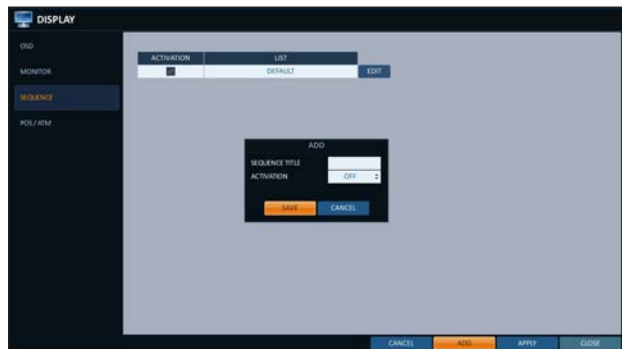 DISPLAY
OSD
MONITOR
SEQUENCE
POS / ATM
ACTIVATION LIST
DEFAULT EDIT
ADD
SEQUENCE TITLE
ACTIVATION OFF
SAVE CANCEL
CANCEL ADD APPLY CLOSE